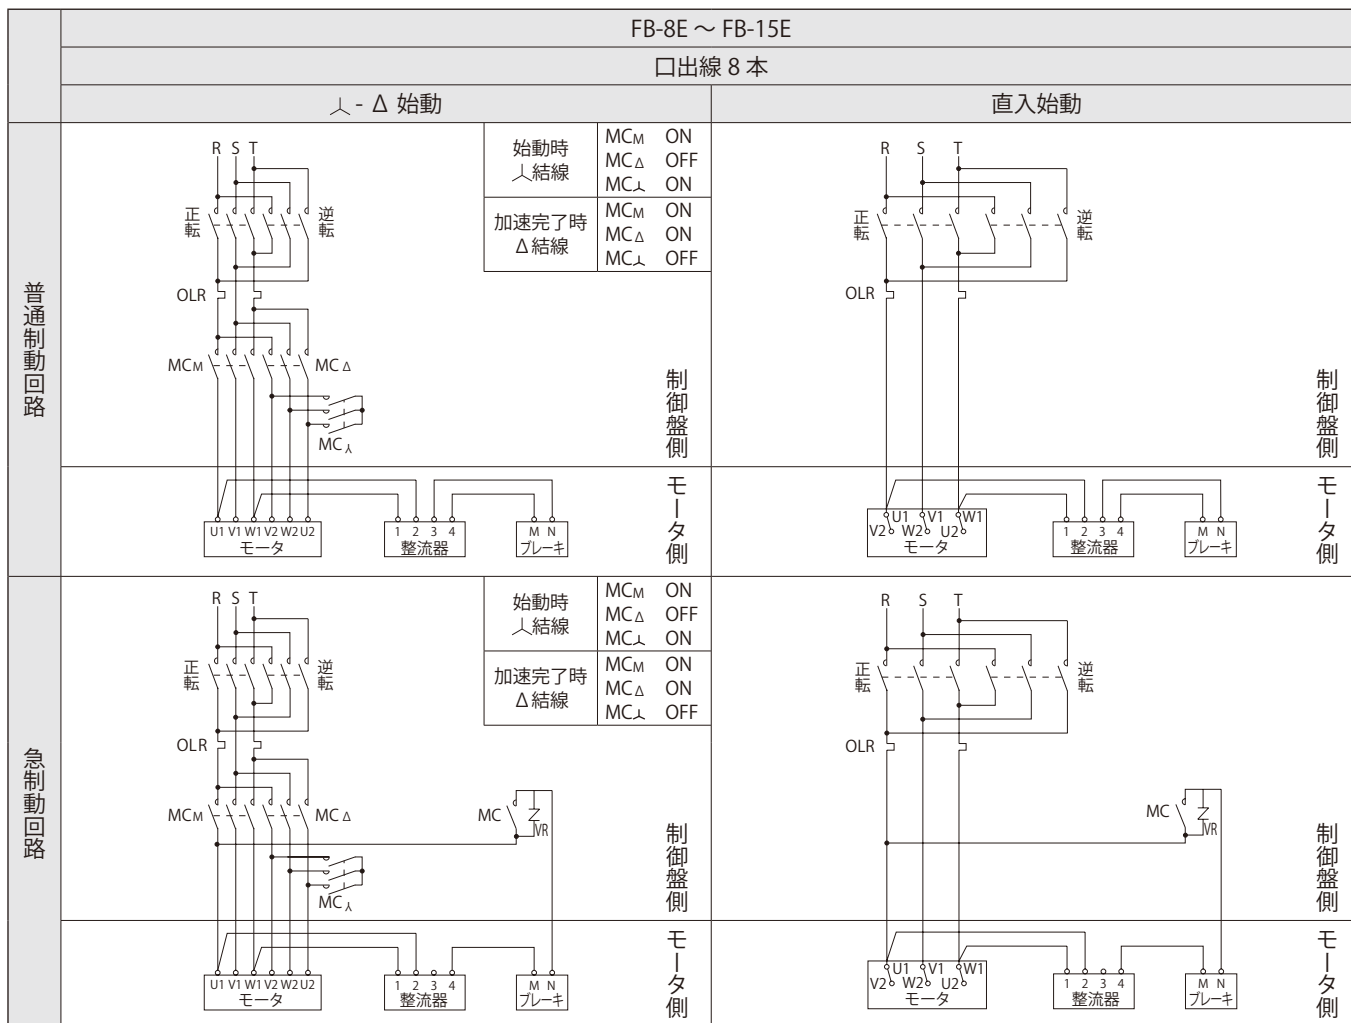 FB-8E ～ FB-15E
口出線 8 本
人 - Δ 始動
直入始動
普通制動回路
R S T
正転
逆転
OLR
MCM
MCΔ
MC人
始動時
人結線
MCM ON
MCΔ OFF
MC人 ON
加速完了時
Δ結線
MCM ON
MCΔ ON
MC人 OFF
制御盤側
U1 V1 W1 V2 W2 U2
モータ
1 2 3 4
整流器
M N
ブレーキ
モータ側
R S T
正転
逆転
OLR
制御盤側
U1 V1 W1
V2 W2 U2
モータ
1 2 3 4
整流器
M N
ブレーキ
モータ側
急制動回路
R S T
正転
逆転
OLR
MCM
MCΔ
MC人
MC
VR
始動時
人結線
MCM ON
MCΔ OFF
MC人 ON
加速完了時
Δ結線
MCM ON
MCΔ ON
MC人 OFF
制御盤側
U1 V1 W1 V2 W2 U2
モータ
1 2 3 4
整流器
M N
ブレーキ
モータ側
R S T
正転
逆転
OLR
MC
VR
制御盤側
U1 V1 W1
V2 W2 U2
モータ
1 2 3 4
整流器
M N
ブレーキ
モータ側